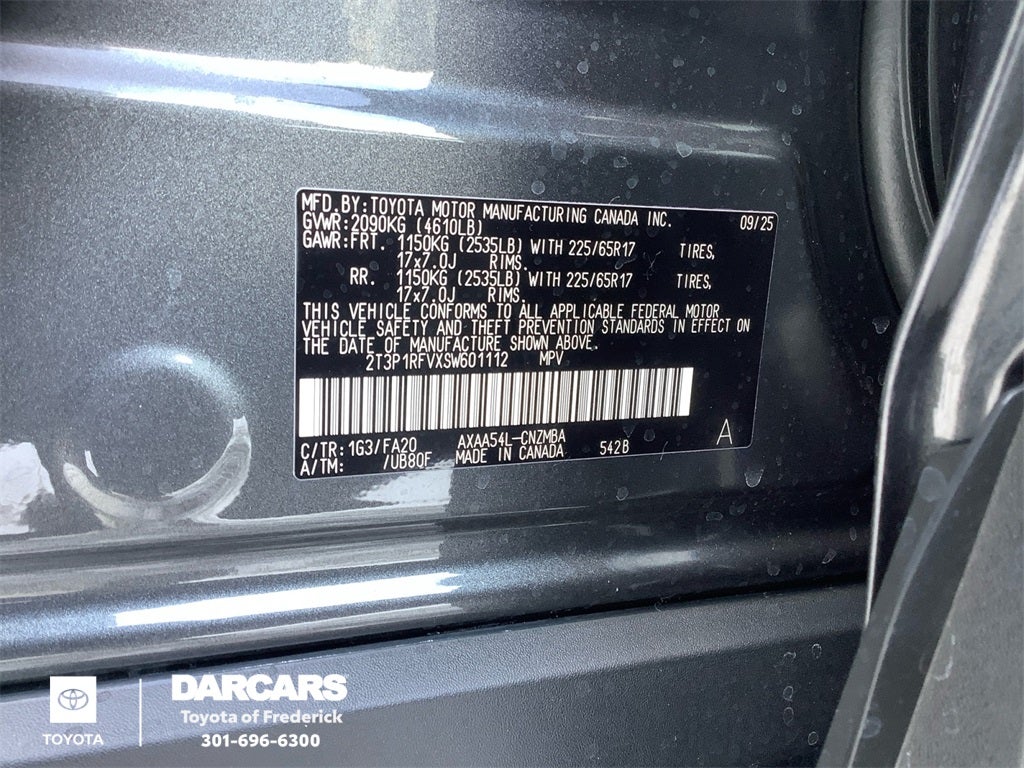 MFD.BY:TOYOTA MOTOR MANUFACTURING CANADA INC. 09/25
GVWR:2090KG (4610LB)
GAWR:FRT. 1150KG (2535LB) WITH 225/65R17 TIRES,
17x7.0J RIMS.
RR. 1150KG (2535LB) WITH 225/65R17 TIRES,
17x7.0J RIMS.
THIS VEHICLE CONFORMS TO ALL APPLICABLE FEDERAL MOTOR
VEHICLE SAFETY AND THEFT PREVENTION STANDARDS IN EFFECT ON
THE DATE OF MANUFACTURE SHOWN ABOVE.
2T3P1RFVXSW601112 MPV
C/TR:1G3/FA20 AXAA54L-CNZMBA 542B A
A/TM: /UB80F MADE IN CANADA
DARCARS
Toyota of Frederick
TOYOTA 301-696-6300